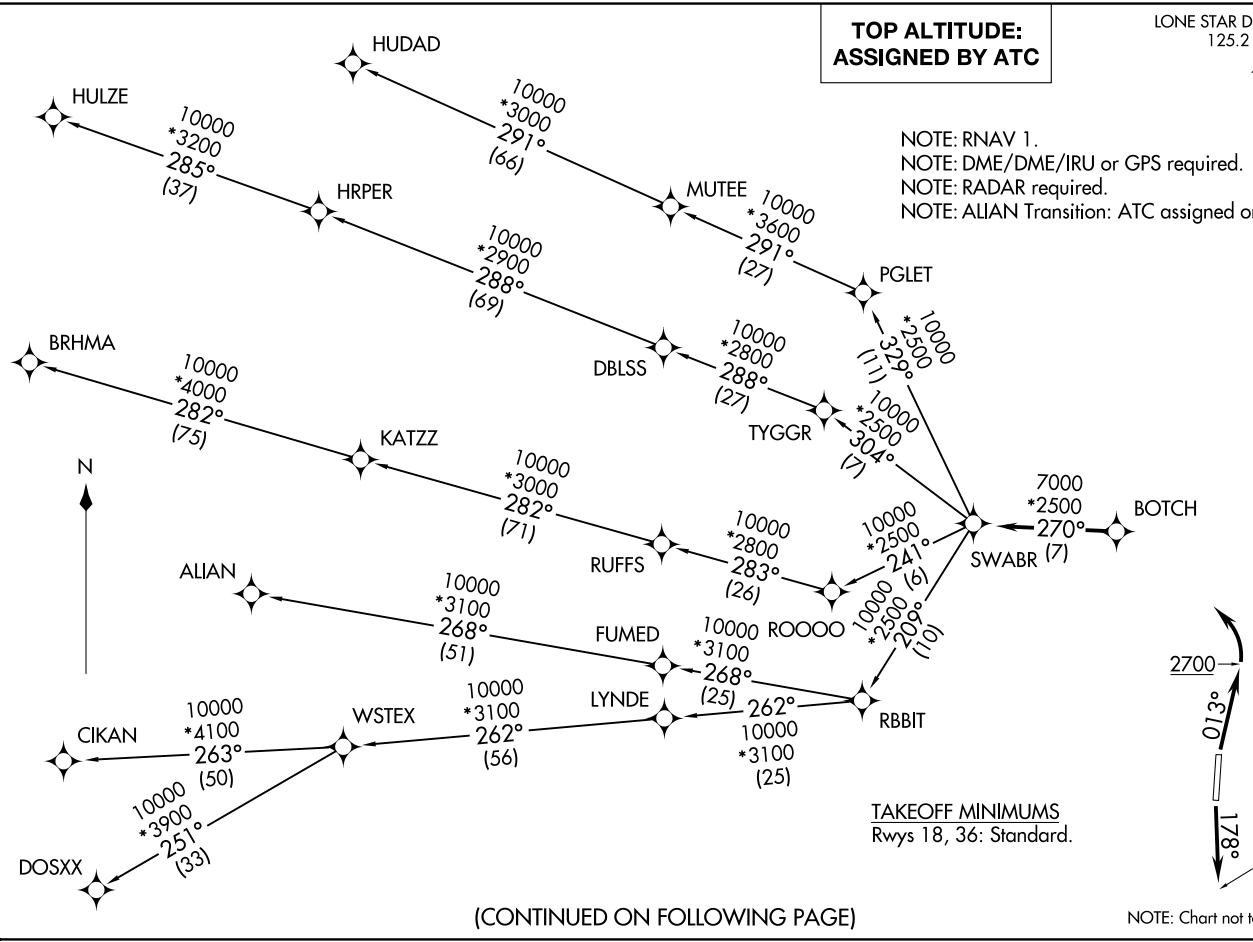 TOP ALTITUDE:
ASSIGNED BY ATC
LONE STAR D
125.2
NOTE: RNAV 1.
NOTE: DME/DME/IRU or GPS required.
NOTE: RADAR required.
NOTE: ALIAN Transition: ATC assigned
HUDAD
10000
*3000
291°
(66)
HULZE
10000
*3200
285°
(37)
HRPER
MUTEE
10000
*3600
291°
(27)
PGLET
10000
*2900
288°
(69)
10000
*2500
329°
(11)
BRHMA
10000
*4000
282°
(75)
DBLSS
10000
*2800
288°
(27)
TYGGR
10000
*2500
304°
(7)
KATZZ
N
10000
*3000
282°
(71)
RUFFS
10000
*2800
283°
(26)
ROOOO
10000
*2500
241°
(6)
SWABR
7000
*2500
270°
(7)
BOTCH
10000
*2500
209°
(10)
ALIAN
10000
*3100
268°
(51)
FUMED
10000
*3100
268°
(25)
RBBIT
LYNDE
262°
10000
*3100
(25)
WSTEX
10000
*3100
262°
(56)
CIKAN
10000
*4100
263°
(50)
10000
*3900
251°
(33)
DOSXX
2700
013°
178°
TAKEOFF MINIMUMS
Rwys 18, 36: Standard.
(CONTINUED ON FOLLOWING PAGE)
NOTE: Chart not